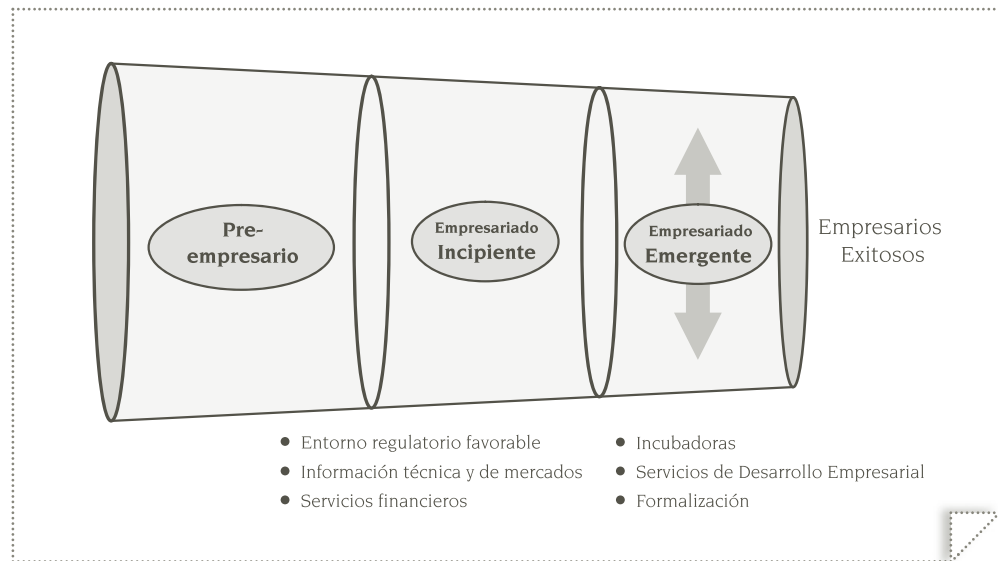 Pre-
empresario
Empresariado
Incipiente
Empresariado
Emergente
Empresarios
Exitosos
Entorno regulatorio favorable
Información técnica y de mercados
Servicios financieros
Incubadoras
Servicios de Desarrollo Empresarial
Formalización